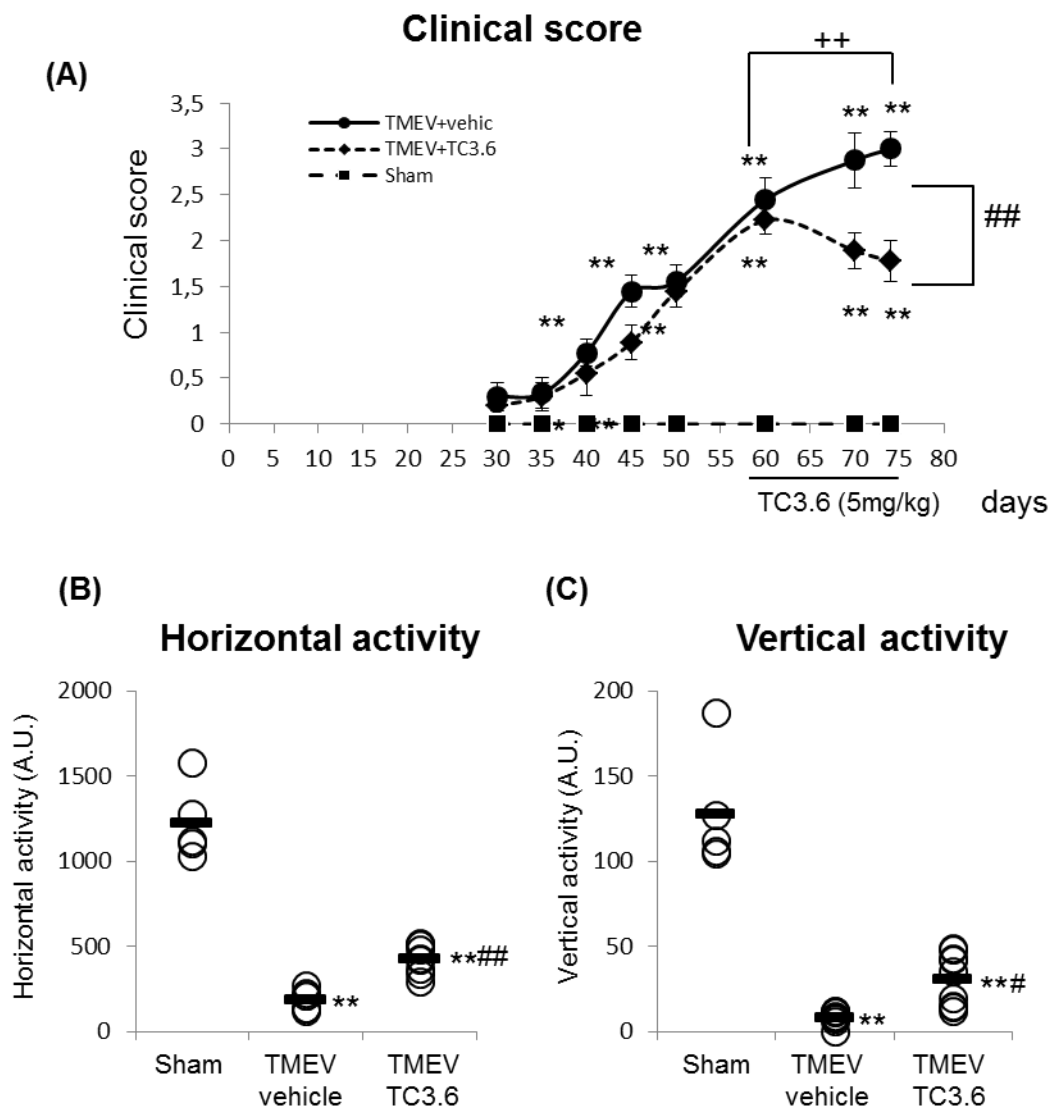 Clinical score
(A)
++
Clinical score
3,5
3
2,5
2
1,5
1
0,5
0
TMEV+vehic
TMEV+TC3.6
Sham
**
**
**
**
**
**
**
**
**
**
*
**
##
0 5 10 15 20 25 30 35 40 45 50 55 60 65 70 75 80
TC3.6 (5mg/kg)
days
(B)
Horizontal activity
Horizontal activity (A.U.)
2000
1500
1000
500
0
**
**##
Sham
TMEV vehicle
TMEV TC3.6
(C)
Vertical activity
Vertical activity (A.U.)
200
150
100
50
0
**
**#
Sham
TMEV vehicle
TMEV TC3.6